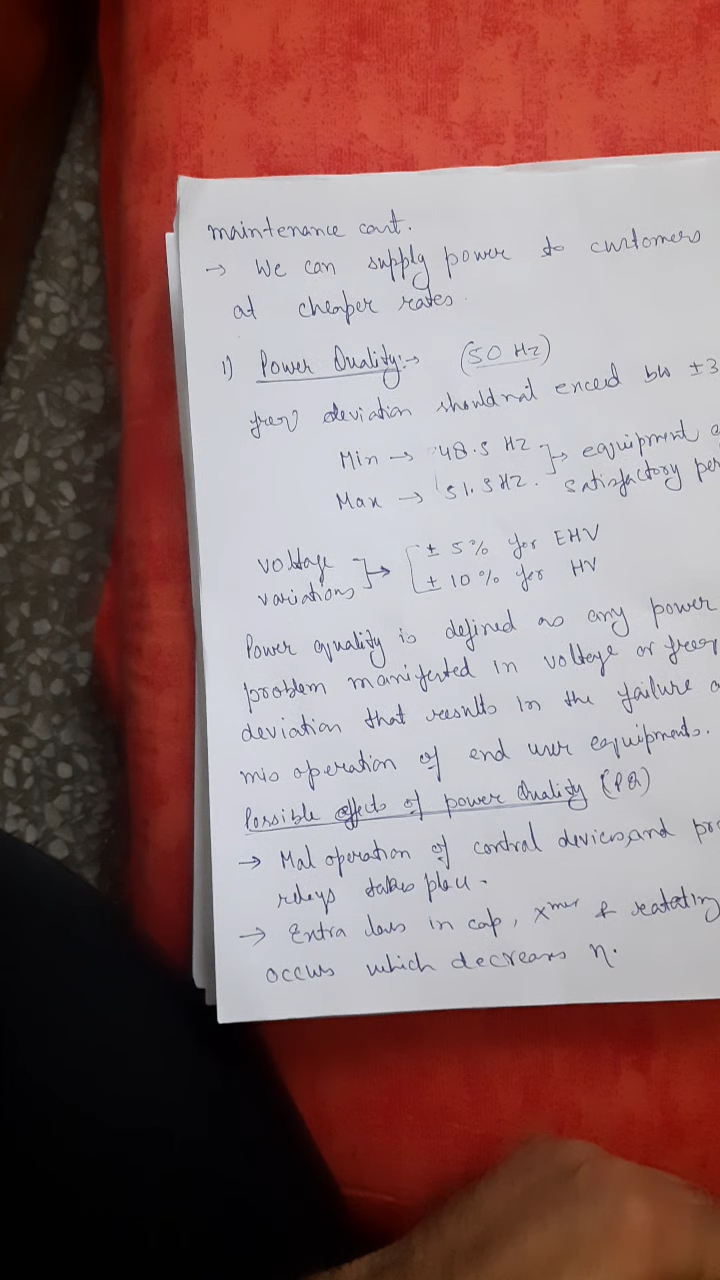 maintenance cost.
→ We can supply power to customers
at cheaper rates.
1) Power Quality:→ (50 Hz)
freq deviation should not exceed b/w ±3
Min → 48.5 Hz
Max → 51.5 Hz. }→ equipment
satisfactory per
voltage variations }→ [ ± 5% for EHV
± 10% for HV
Power quality is defined as any power
problem manifested in voltage or freq
deviation that results in the failure o
mis operation of end user equipments.
Possible effects of power Quality (PQ)
→ Mal operation of control devices and pro
relays takes place.
→ Extra loss in cap, xmer & rotating
occurs which decreases η.